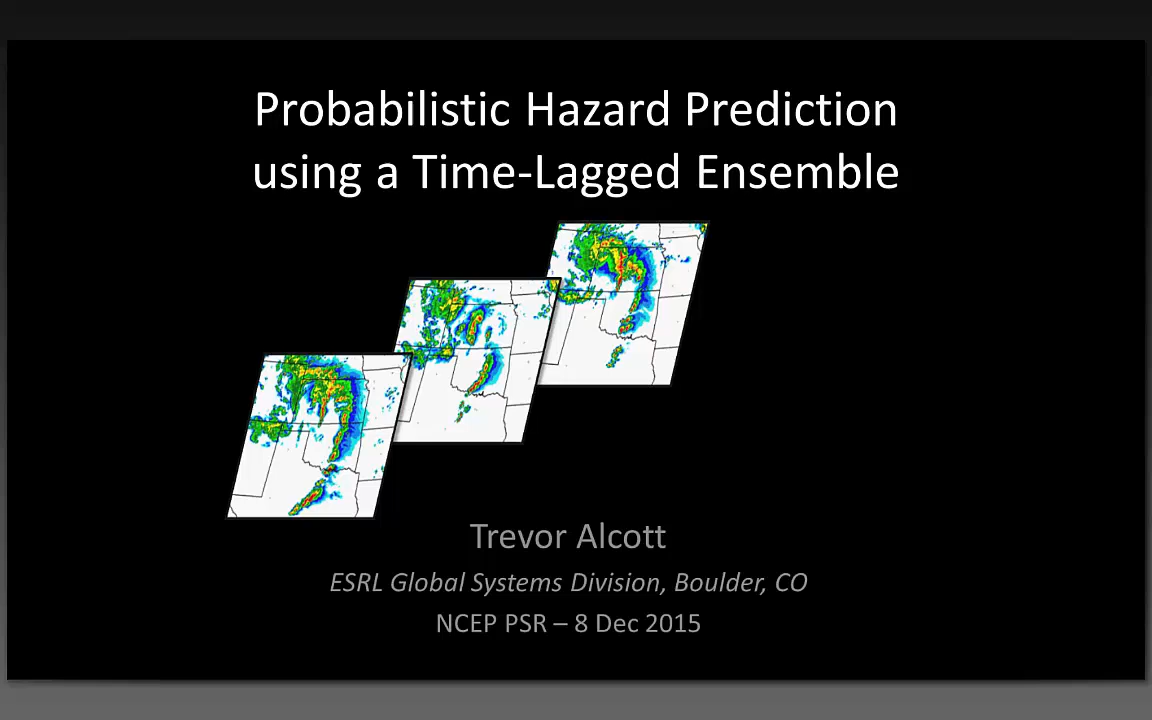 Probabilistic Hazard Prediction
using a Time-Lagged Ensemble
Trevor Alcott
ESRL Global Systems Division, Boulder, CO
NCEP PSR – 8 Dec 2015